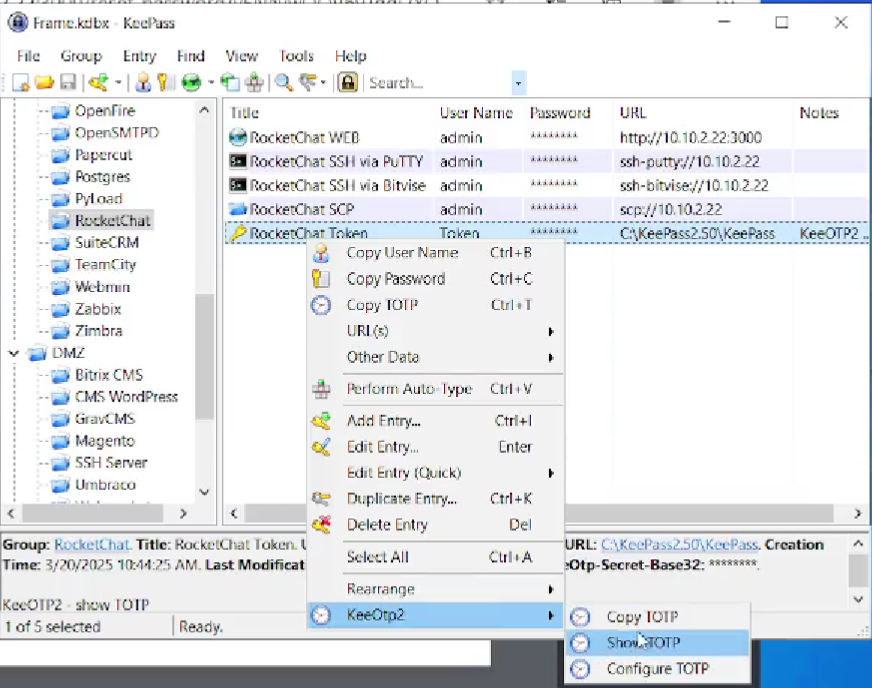 Frame.kdbx - KeePass
File Group Entry Find View Tools Help
Search...
OpenFire
OpenSMTPD
Papercut
Postgres
PyLoad
RocketChat
SuiteCRM
TeamCity
Webmin
Zabbix
Zimbra
DMZ
Bitrix CMS
CMS WordPress
GravCMS
Magento
SSH Server
Umbraco
Title User Name Password URL Notes
RocketChat WEB admin ******** http://10.10.2.22:3000
RocketChat SSH via PuTTY admin ******** ssh-putty://10.10.2.22
RocketChat SSH via Bitvise admin ******** ssh-bitvise://10.10.2.22
RocketChat SCP admin ******** scp://10.10.2.22
RocketChat Token Token ******** C:\KeePass2.50\KeePass KeeOTP2 ..
Copy User Name Ctrl+B
Copy Password Ctrl+C
Copy TOTP Ctrl+T
URL(s)
Other Data
Perform Auto-Type Ctrl+V
Add Entry... Ctrl+I
Edit Entry... Enter
Edit Entry (Quick)
Duplicate Entry... Ctrl+K
Delete Entry Del
Select All Ctrl+A
Rearrange
KeeOtp2
Copy TOTP
Show TOTP
Configure TOTP
Group: RocketChat. Title: RocketChat Token. U URL: C:\KeePass2.50\KeePass. Creation
Time: 3/20/2025 10:44:25 AM. Last Modificat eOtp-Secret-Base32: ********.
KeeOTP2 - show TOTP
1 of 5 selected Ready.